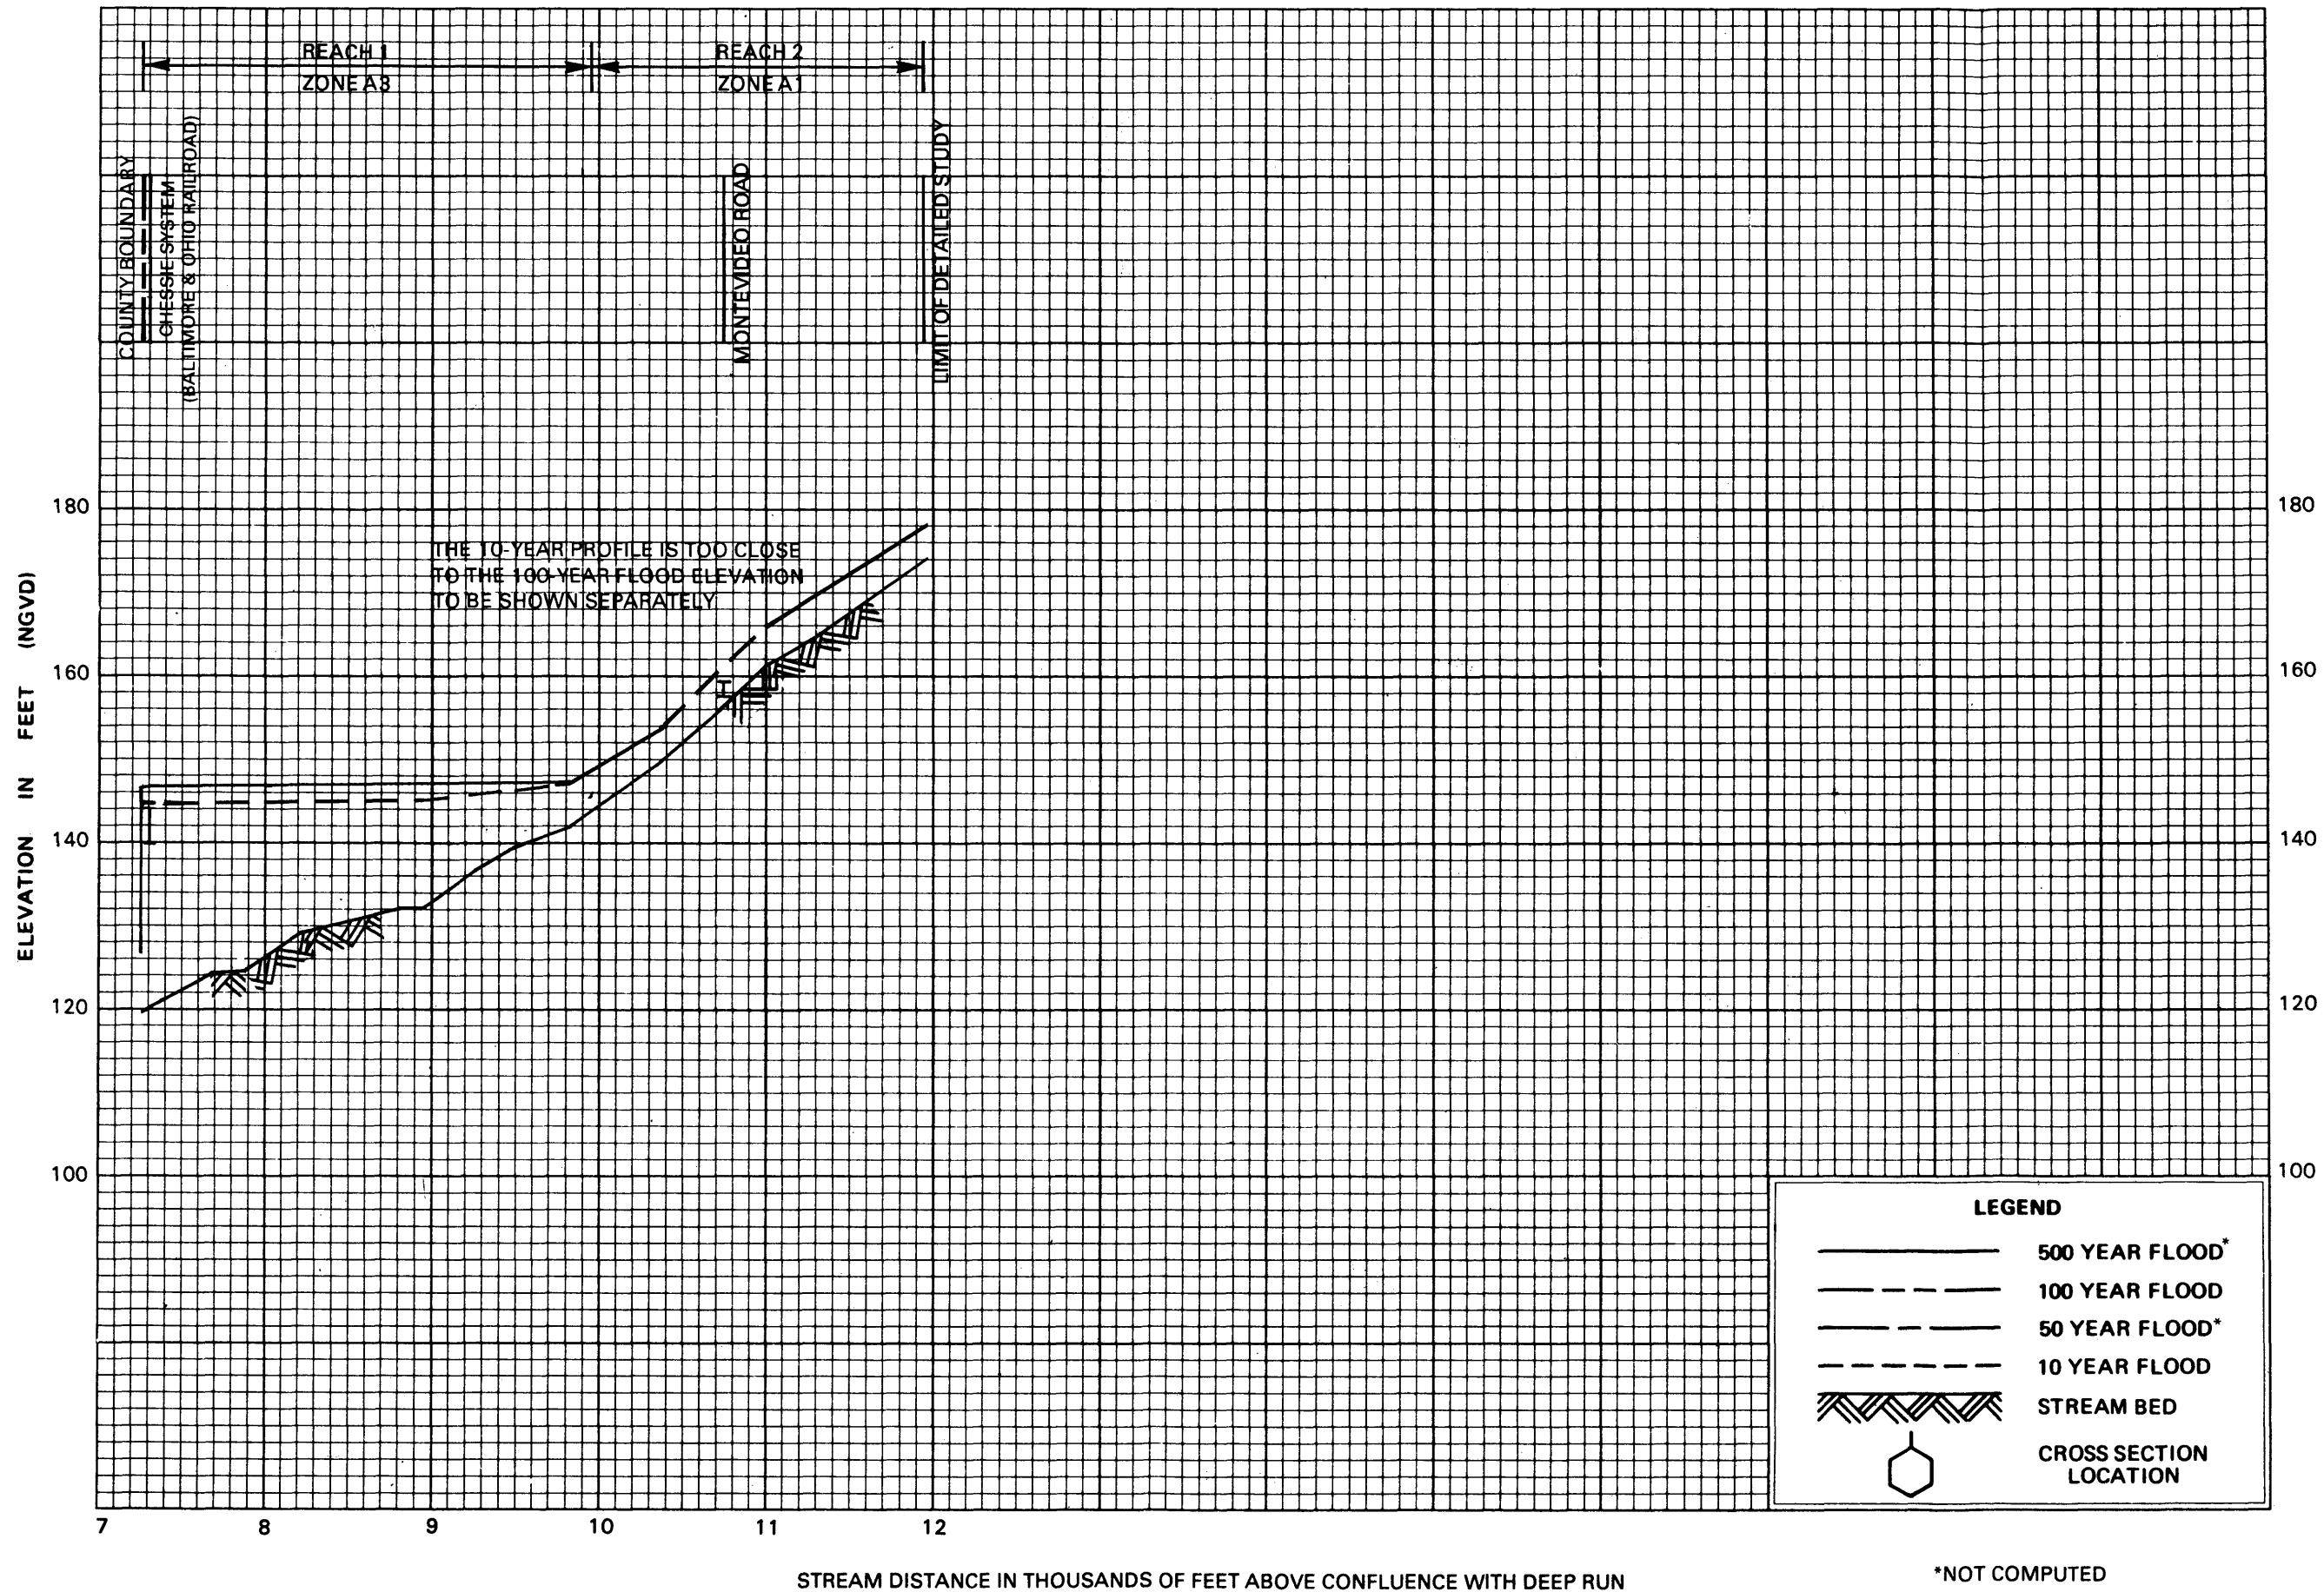 REACH 1
ZONE A3
REACH 2
ZONE A1
COUNTY BOUNDARY
CHESSIE SYSTEM
(BALTIMORE & OHIO RAILROAD)
MONTEVIDEO ROAD
LIMIT OF DETAILED STUDY
ELEVATION IN FEET (NGVD)
180
160
140
120
100
180
160
140
120
100
THE 10-YEAR PROFILE IS TOO CLOSE
TO THE 100-YEAR FLOOD ELEVATION
TO BE SHOWN SEPARATELY
LEGEND
500 YEAR FLOOD*
100 YEAR FLOOD
50 YEAR FLOOD*
10 YEAR FLOOD
STREAM BED
CROSS SECTION
LOCATION
7 8 9 10 11 12
STREAM DISTANCE IN THOUSANDS OF FEET ABOVE CONFLUENCE WITH DEEP RUN
*NOT COMPUTED